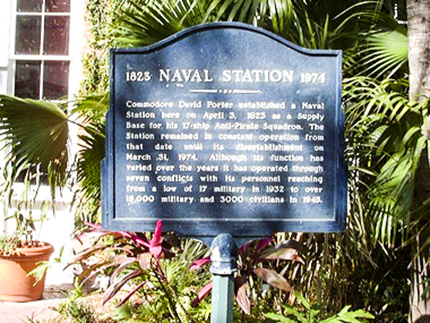 1823 NAVAL STATION 1974
Commodore David Porter established a Naval
Station here on April 3, 1823 as a Supply
Base for his 17-ship Anti-Pirate Squadron. The
Station remained in constant operation from
that date until its disestablishment on
March 31, 1974. Although its function has
varied over the years it has operated through
seven conflicts with its personnel reaching
from a low of 17 military in 1932 to over
15,000 military and 3000 civilians in 1945.